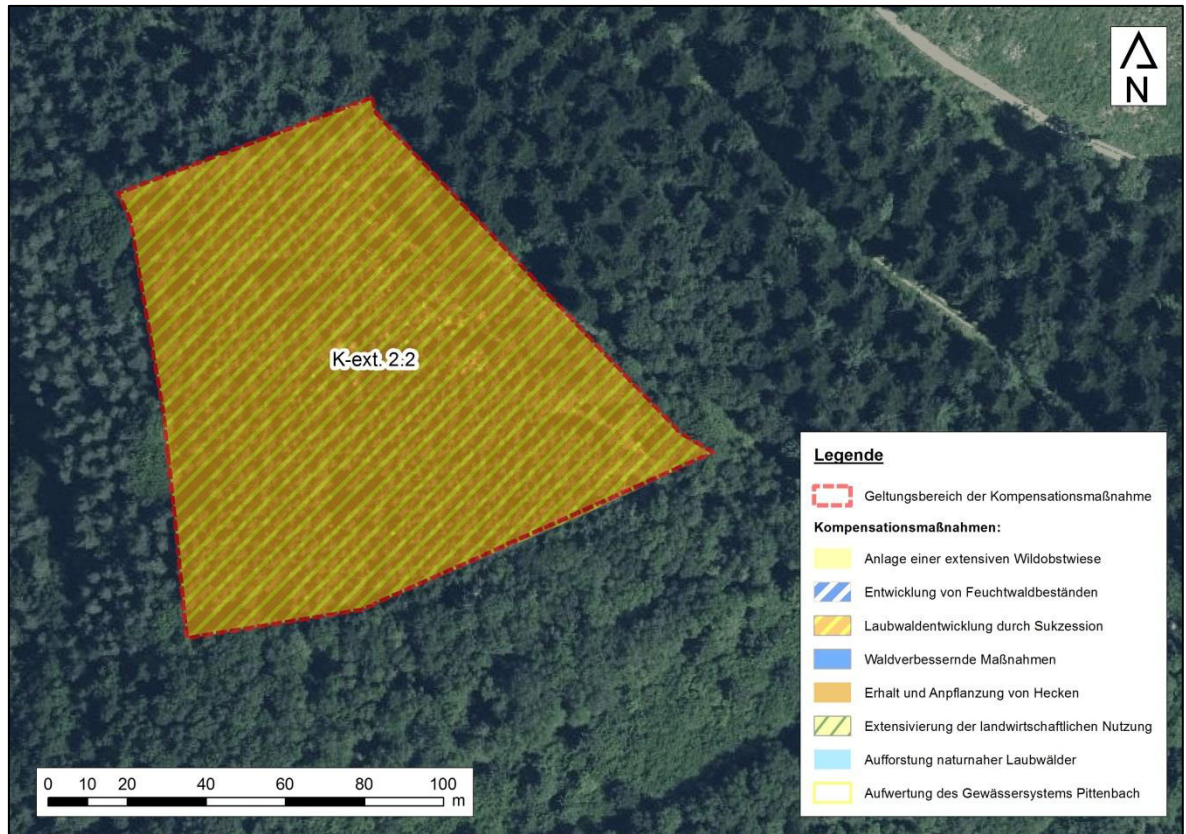 N
K-ext. 2.2
Legende
Geltungsbereich der Kompensationsmaßnahme
Kompensationsmaßnahmen:
Anlage einer extensiven Wildobstwiese
Entwicklung von Feuchtwaldbeständen
Laubwaldentwicklung durch Sukzession
Waldverbessernde Maßnahmen
Erhalt und Anpflanzung von Hecken
Extensivierung der landwirtschaftlichen Nutzung
Aufforstung naturnaher Laubwälder
Aufwertung des Gewässersystems Pittenbach
0 10 20 40 60 80 100
m